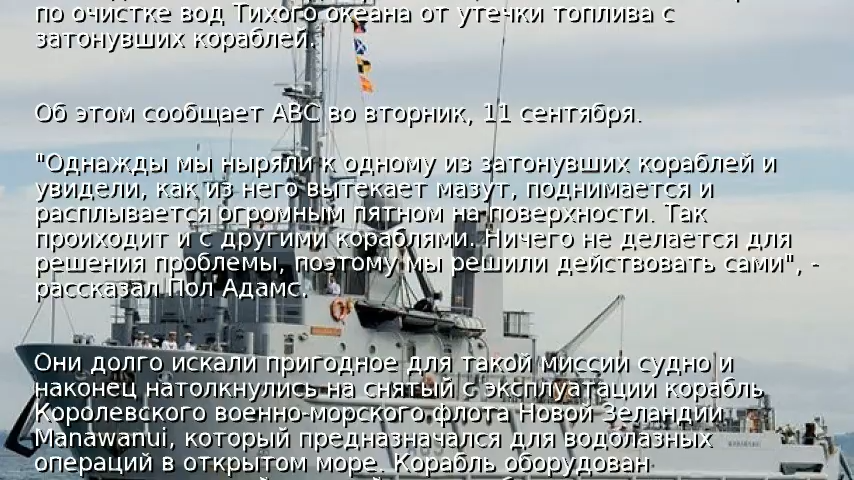 по очистке вод Тихого океана от утечки топлива с
затонувших кораблей.
Об этом сообщает ABC во вторник, 11 сентября.
"Однажды мы ныряли к одному из затонувших кораблей и
увидели, как из него вытекает мазут, поднимается и
расплывается огромным пятном на поверхности. Так
проиходит и с другими кораблями. Ничего не делается для
решения проблемы, поэтому мы решили действовать сами", -
рассказал Пол Адамс.
Они долго искали пригодное для такой миссии судно и
наконец натолкнулись на снятый с эксплуатации корабль
Королевского военно-морского флота Новой Зеландии
Manawanui, который предназначался для водолазных
операций в открытом море. Корабль оборудован